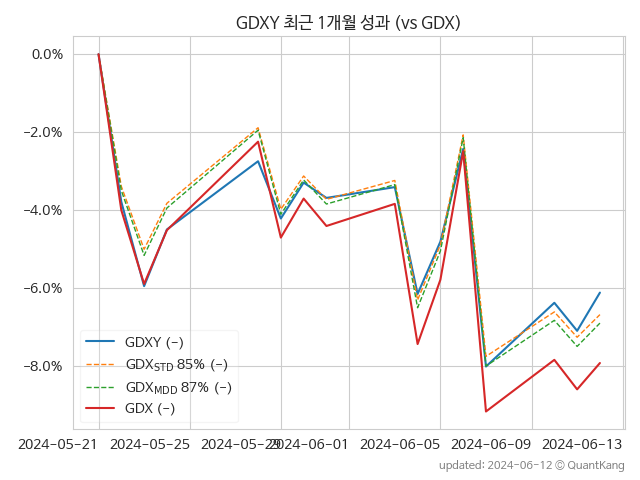 GDXY 최근 1개월 성과 (vs GDX)
0.0%
−2.0%
−4.0%
−6.0%
−8.0%
GDXY (−)
GDXSTD 85% (−)
GDXMDD 87% (−)
GDX (−)
2024−05−21 2024−05−25 2024−05−29 2024−06−01 2024−06−05 2024−06−09 2024−06−13
updated: 2024−06−12 © QuantKang